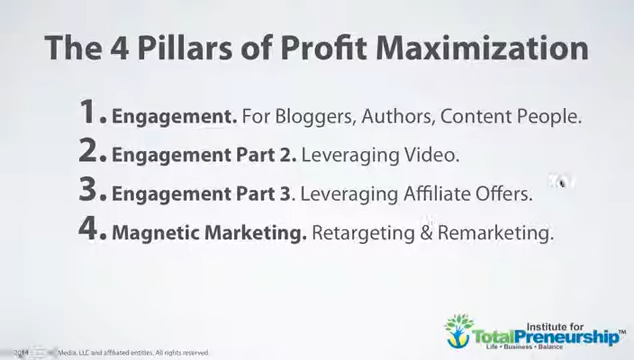 The 4 Pillars of Profit Maximization
1. Engagement. For Bloggers, Authors, Content People.
2. Engagement Part 2. Leveraging Video.
3. Engagement Part 3. Leveraging Affiliate Offers.
4. Magnetic Marketing. Retargeting & Remarketing.
Institute for
TotalPreneurship™
Life • Business • Balance
Media, LLC and affiliated entities. All rights reserved.